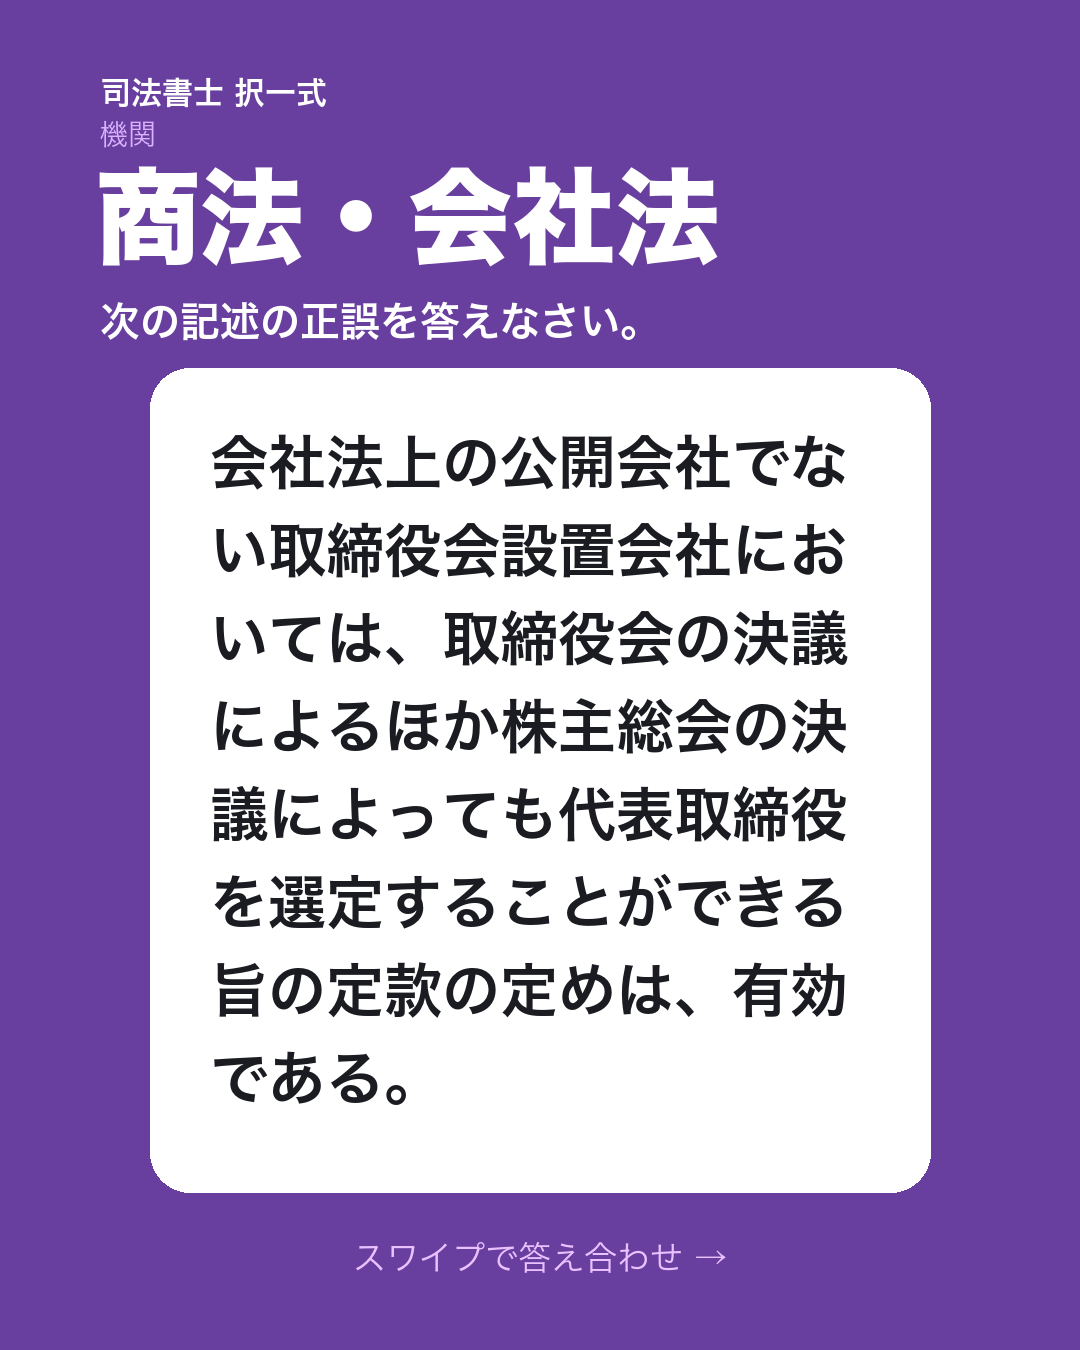 司法書士 択一式
機関
商法・会社法
次の記述の正誤を答えなさい。
会社法上の公開会社でな
い取締役会設置会社にお
いては、取締役会の決議
によるほか株主総会の決
議によっても代表取締役
を選定することができる
旨の定款の定めは、有効
である。
スワイプで答え合わせ →